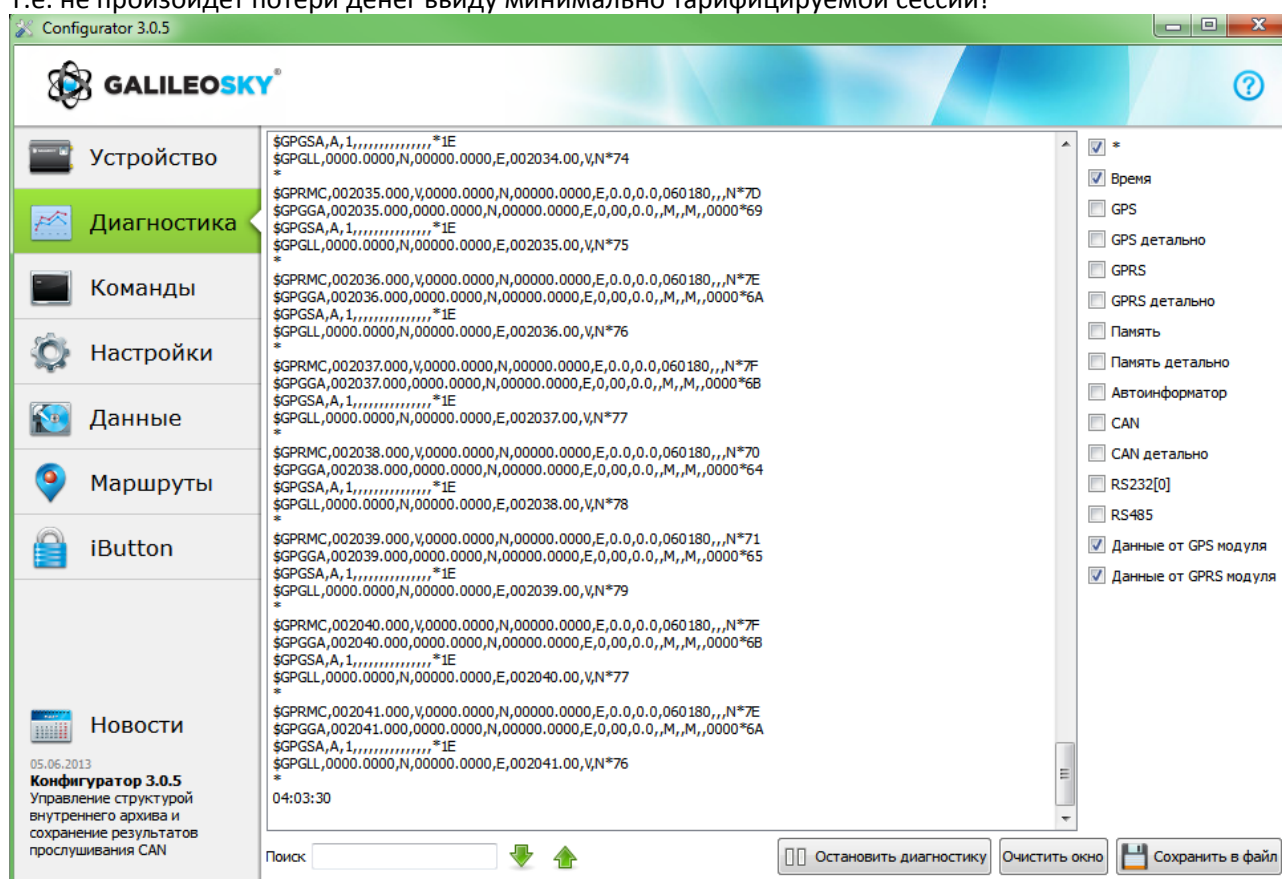 т.е. не произойдет потери денег ввиду минимально тарифицируемой сессии?
Configurator 3.0.5
GALILEOSKY®
?
Устройство
Диагностика
Команды
Настройки
Данные
Маршруты
iButton
Новости
05.06.2013
Конфигуратор 3.0.5
Управление структурой
внутреннего архива и
сохранение результатов
прослушивания CAN
$GPGSA,A,1,,,,,,,,,,,,,,,*1E
$GPGLL,0000.0000,N,00000.0000,E,002034.00,V,N*74
*
$GPRMC,002035.000,V,0000.0000,N,00000.0000,E,0.0,0.0,060180,,,N*7D
$GPGGA,002035.000,0000.0000,N,00000.0000,E,0,00,0.0,,M,,M,,0000*69
$GPGSA,A,1,,,,,,,,,,,,,,,*1E
$GPGLL,0000.0000,N,00000.0000,E,002035.00,V,N*75
*
$GPRMC,002036.000,V,0000.0000,N,00000.0000,E,0.0,0.0,060180,,,N*7E
$GPGGA,002036.000,0000.0000,N,00000.0000,E,0,00,0.0,,M,,M,,0000*6A
$GPGSA,A,1,,,,,,,,,,,,,,,*1E
$GPGLL,0000.0000,N,00000.0000,E,002036.00,V,N*76
*
$GPRMC,002037.000,V,0000.0000,N,00000.0000,E,0.0,0.0,060180,,,N*7F
$GPGGA,002037.000,0000.0000,N,00000.0000,E,0,00,0.0,,M,,M,,0000*6B
$GPGSA,A,1,,,,,,,,,,,,,,,*1E
$GPGLL,0000.0000,N,00000.0000,E,002037.00,V,N*77
*
$GPRMC,002038.000,V,0000.0000,N,00000.0000,E,0.0,0.0,060180,,,N*70
$GPGGA,002038.000,0000.0000,N,00000.0000,E,0,00,0.0,,M,,M,,0000*64
$GPGSA,A,1,,,,,,,,,,,,,,,*1E
$GPGLL,0000.0000,N,00000.0000,E,002038.00,V,N*78
*
$GPRMC,002039.000,V,0000.0000,N,00000.0000,E,0.0,0.0,060180,,,N*71
$GPGGA,002039.000,0000.0000,N,00000.0000,E,0,00,0.0,,M,,M,,0000*65
$GPGSA,A,1,,,,,,,,,,,,,,,*1E
$GPGLL,0000.0000,N,00000.0000,E,002039.00,V,N*79
*
$GPRMC,002040.000,V,0000.0000,N,00000.0000,E,0.0,0.0,060180,,,N*7F
$GPGGA,002040.000,0000.0000,N,00000.0000,E,0,00,0.0,,M,,M,,0000*6B
$GPGSA,A,1,,,,,,,,,,,,,,,*1E
$GPGLL,0000.0000,N,00000.0000,E,002040.00,V,N*77
*
$GPRMC,002041.000,V,0000.0000,N,00000.0000,E,0.0,0.0,060180,,,N*7E
$GPGGA,002041.000,0000.0000,N,00000.0000,E,0,00,0.0,,M,,M,,0000*6A
$GPGSA,A,1,,,,,,,,,,,,,,,*1E
$GPGLL,0000.0000,N,00000.0000,E,002041.00,V,N*76
*
04:03:30
*
Время
GPS
GPS детально
GPRS
GPRS детально
Память
Память детально
Автоинформатор
CAN
CAN детально
RS232[0]
RS485
Данные от GPS модуля
Данные от GPRS модуля
Поиск
Остановить диагностику
Очистить окно
Сохранить в файл